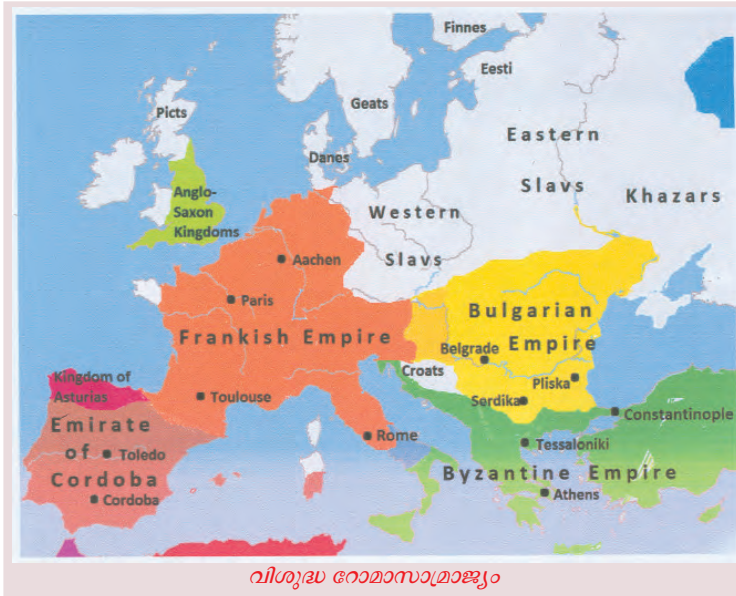 Finnes
Eesti
Geats
Picts
Eastern
Slavs
Danes
Khazars
Anglo-
Saxon
Kingdoms
Western
Slavs
Aachen
Paris
Bulgarian
Empire
Frankish Empire
Belgrade
Croats
Kingdom of
Asturias
Pliska
Toulouse
Serdika
Constantinople
Emirate
of
Cordoba
Rome
Tessaloniki
Toledo
Byzantine Empire
Cordoba
Athens
വിശുദ്ധ റോമാസാമ്രാജ്യം